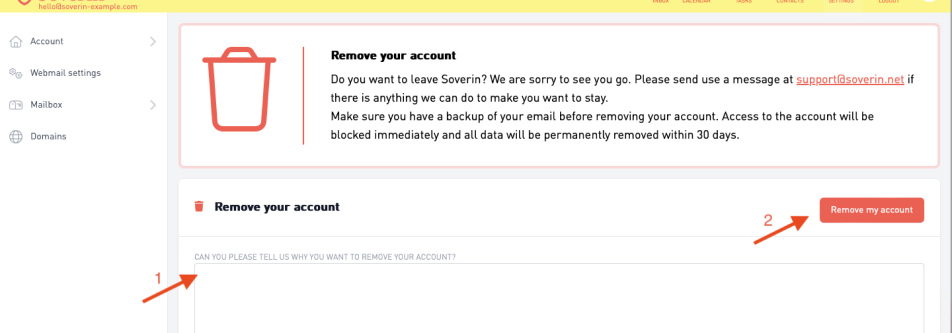 hello@soverin-example.com
INBOX CALENDAR TASKS CONTACTS SETTINGS LOGOUT
Account
Webmail settings
Mailbox
Domains
Remove your account
Do you want to leave Soverin? We are sorry to see you go. Please send use a message at support@soverin.net if
there is anything we can do to make you want to stay.
Make sure you have a backup of your email before removing your account. Access to the account will be
blocked immediately and all data will be permanently removed within 30 days.
Remove your account
2
Remove my account
CAN YOU PLEASE TELL US WHY YOU WANT TO REMOVE YOUR ACCOUNT?
1